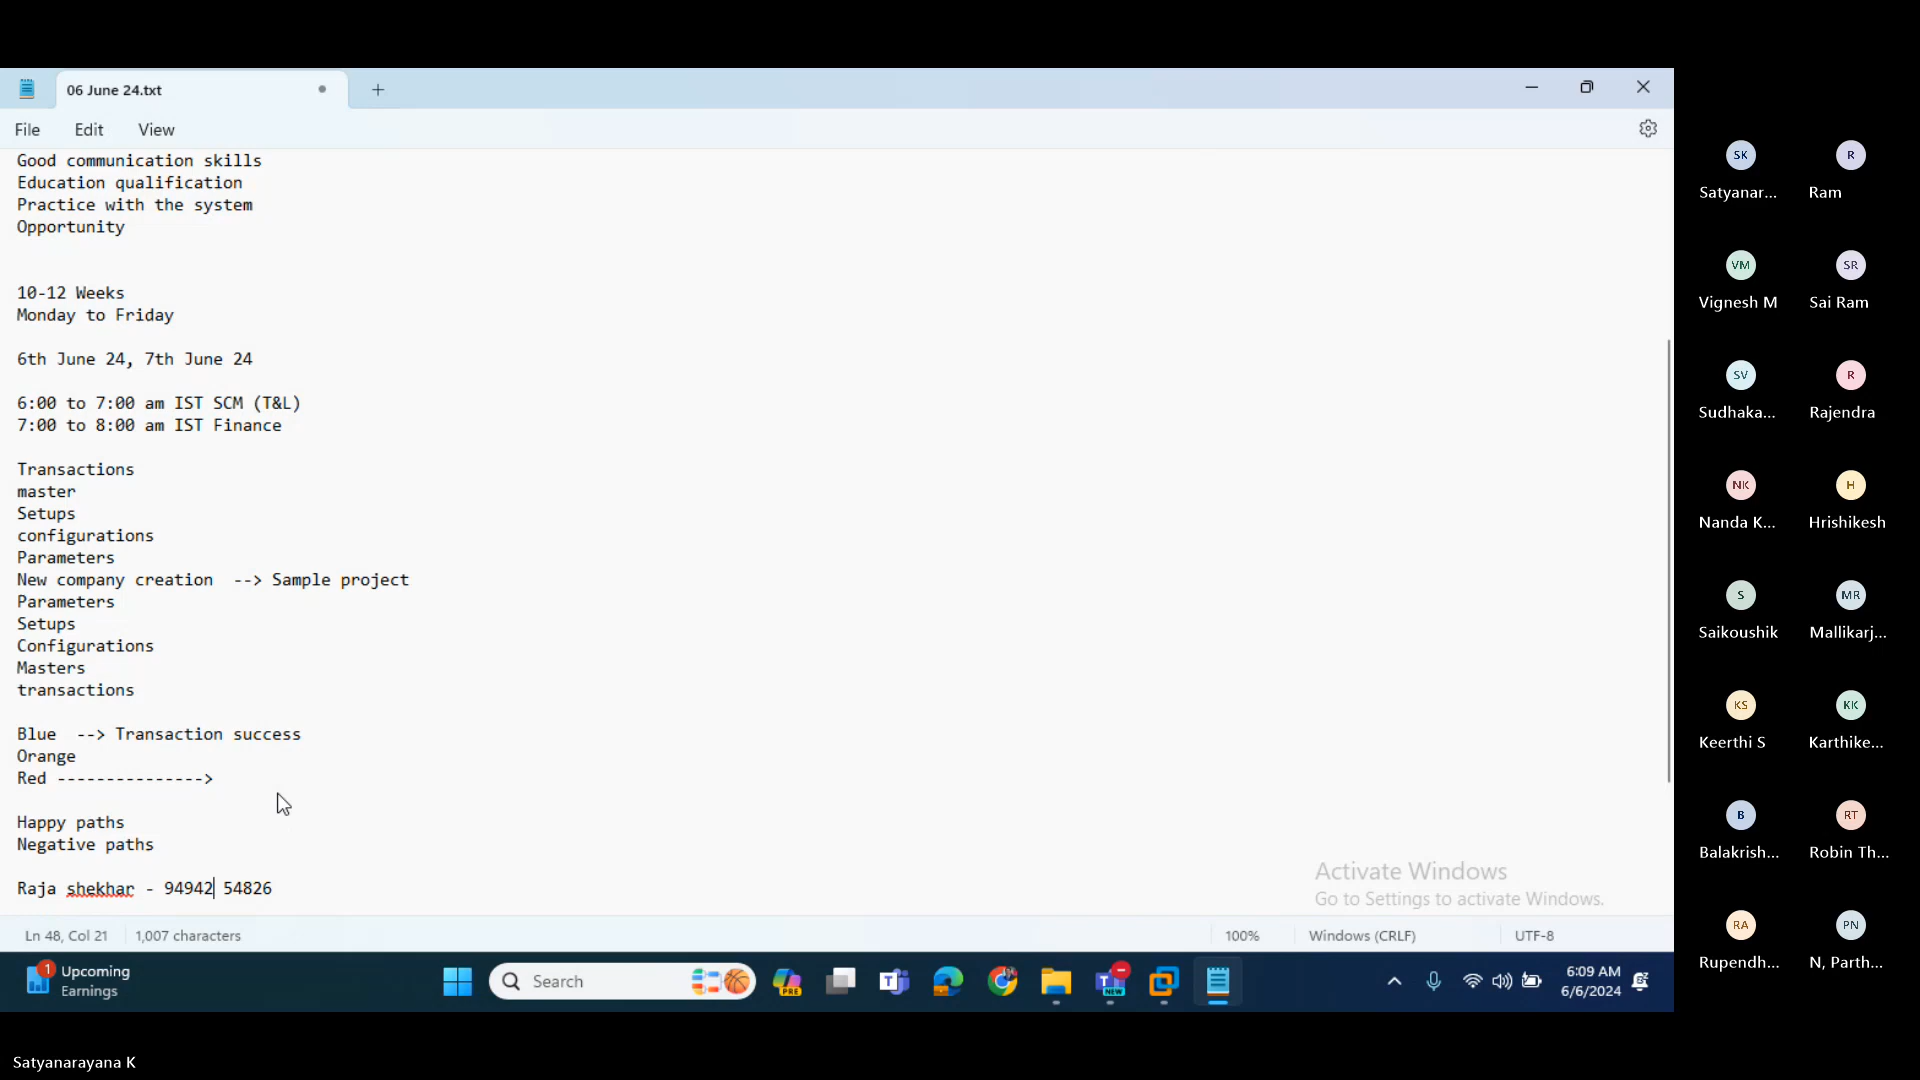 06 June 24.txt
File Edit View
Good communication skills
Education qualification
Practice with the system
Opportunity
10-12 Weeks
Monday to Friday
6th June 24, 7th June 24
6:00 to 7:00 am IST SCM (T&L)
7:00 to 8:00 am IST Finance
Transactions
master
Setups
configurations
Parameters
New company creation --> Sample project
Parameters
Setups
Configurations
Masters
transactions
Blue --> Transaction success
Orange
Red --------------->
Happy paths
Negative paths
Raja shekhar - 94942 54826
Activate Windows
Go to Settings to activate Windows.
Ln 48, Col 21 1,007 characters 100% Windows (CRLF) UTF-8
1 Upcoming
Earnings
Search
PRE
NEW
6:09 AM
6/6/2024
SK R
Satyanar... Ram
VM SR
Vignesh M Sai Ram
SV R
Sudhaka... Rajendra
NK H
Nanda K... Hrishikesh
S MR
Saikoushik Mallikarj...
KS KK
Keerthi S Karthike...
B RT
Balakrish... Robin Th...
RA PN
Rupendh... N, Parth...
Satyanarayana K